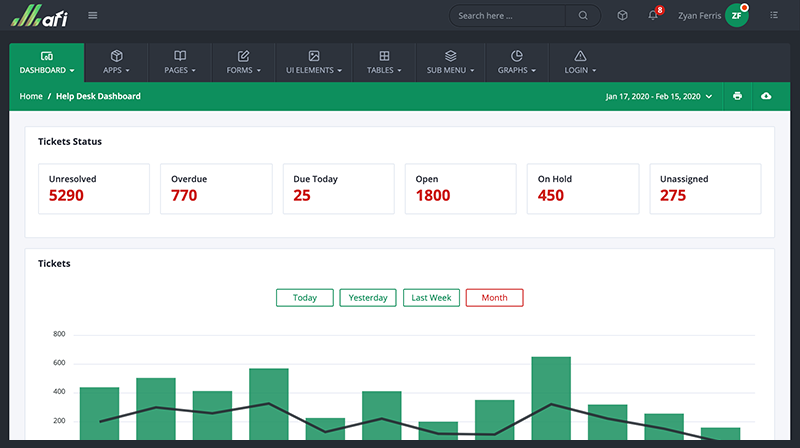 afi
Search here ...
8
Zyan Ferris
ZF
DASHBOARD
APPS
PAGES
FORMS
UI ELEMENTS
TABLES
SUB MENU
GRAPHS
LOGIN
Home / Help Desk Dashboard
Jan 17, 2020 - Feb 15, 2020
Tickets Status
Unresolved
5290
Overdue
770
Due Today
25
Open
1800
On Hold
450
Unassigned
275
Tickets
Today
Yesterday
Last Week
Month
800
600
400
200